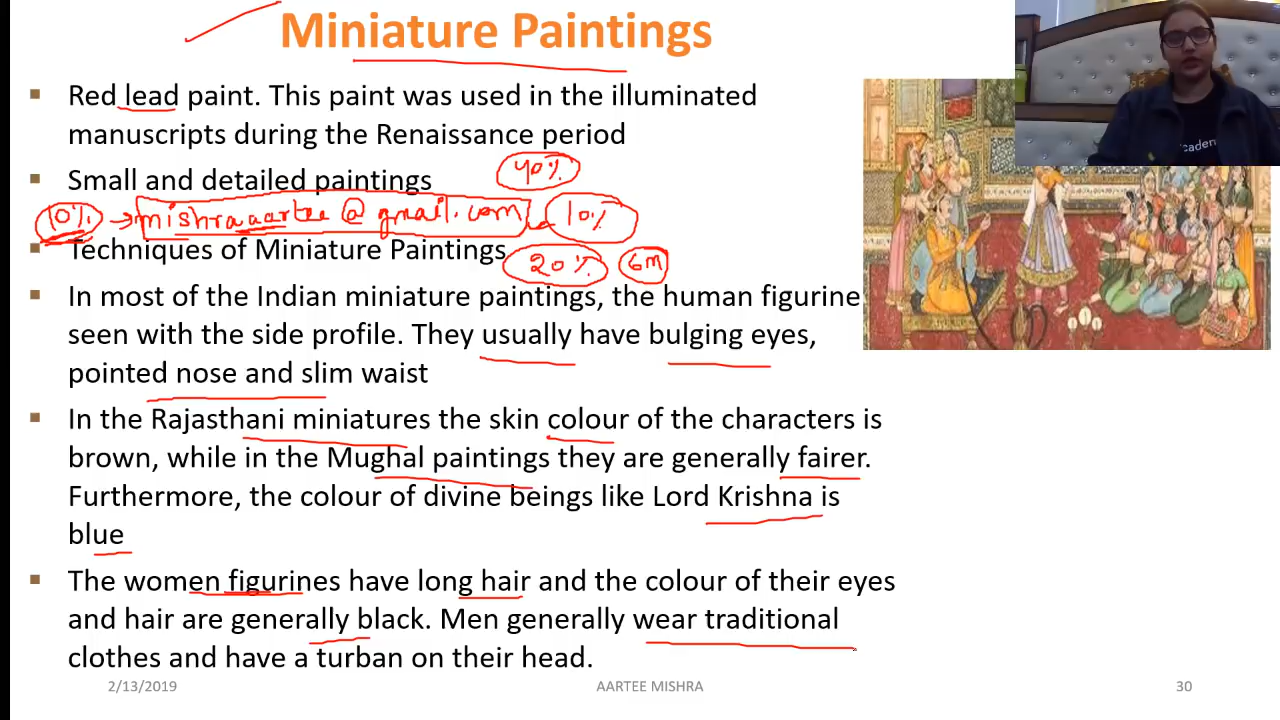 Miniature Paintings
Red lead paint. This paint was used in the illuminated
manuscripts during the Renaissance period
Small and detailed paintings
40%
10% → mishraaartee@gmail.com 10%
Techniques of Miniature Paintings
20% 6m
In most of the Indian miniature paintings, the human figurine
seen with the side profile. They usually have bulging eyes,
pointed nose and slim waist
In the Rajasthani miniatures the skin colour of the characters is
brown, while in the Mughal paintings they are generally fairer.
Furthermore, the colour of divine beings like Lord Krishna is
blue
The women figurines have long hair and the colour of their eyes
and hair are generally black. Men generally wear traditional
clothes and have a turban on their head.
2/13/2019 AARTEE MISHRA 30